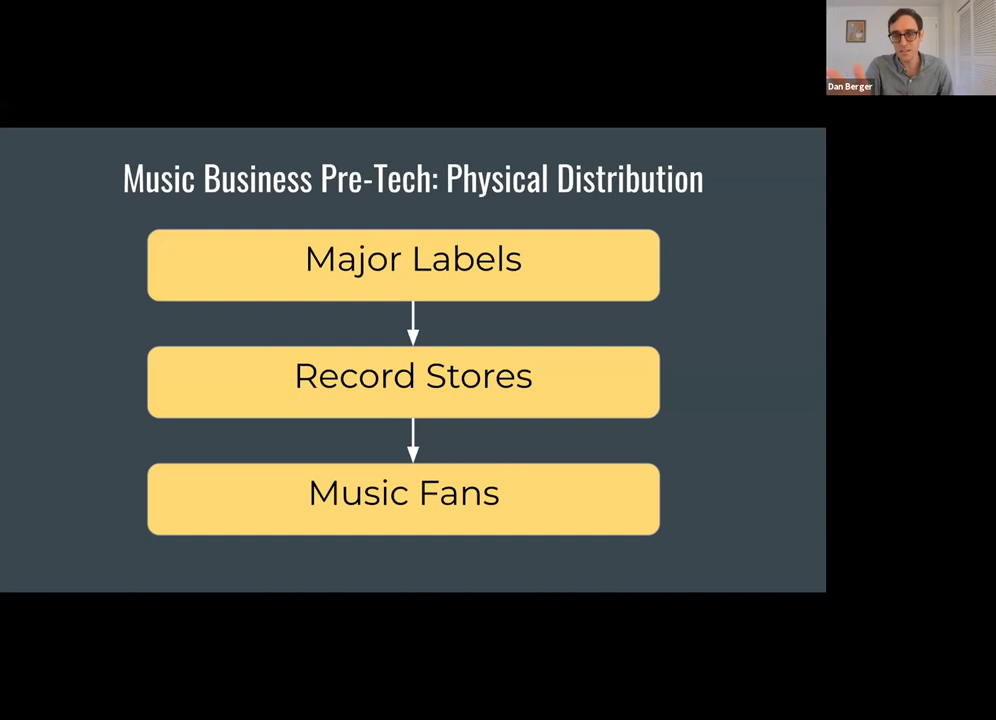 Dan Berger
Music Business Pre-Tech: Physical Distribution
Major Labels
Record Stores
Music Fans